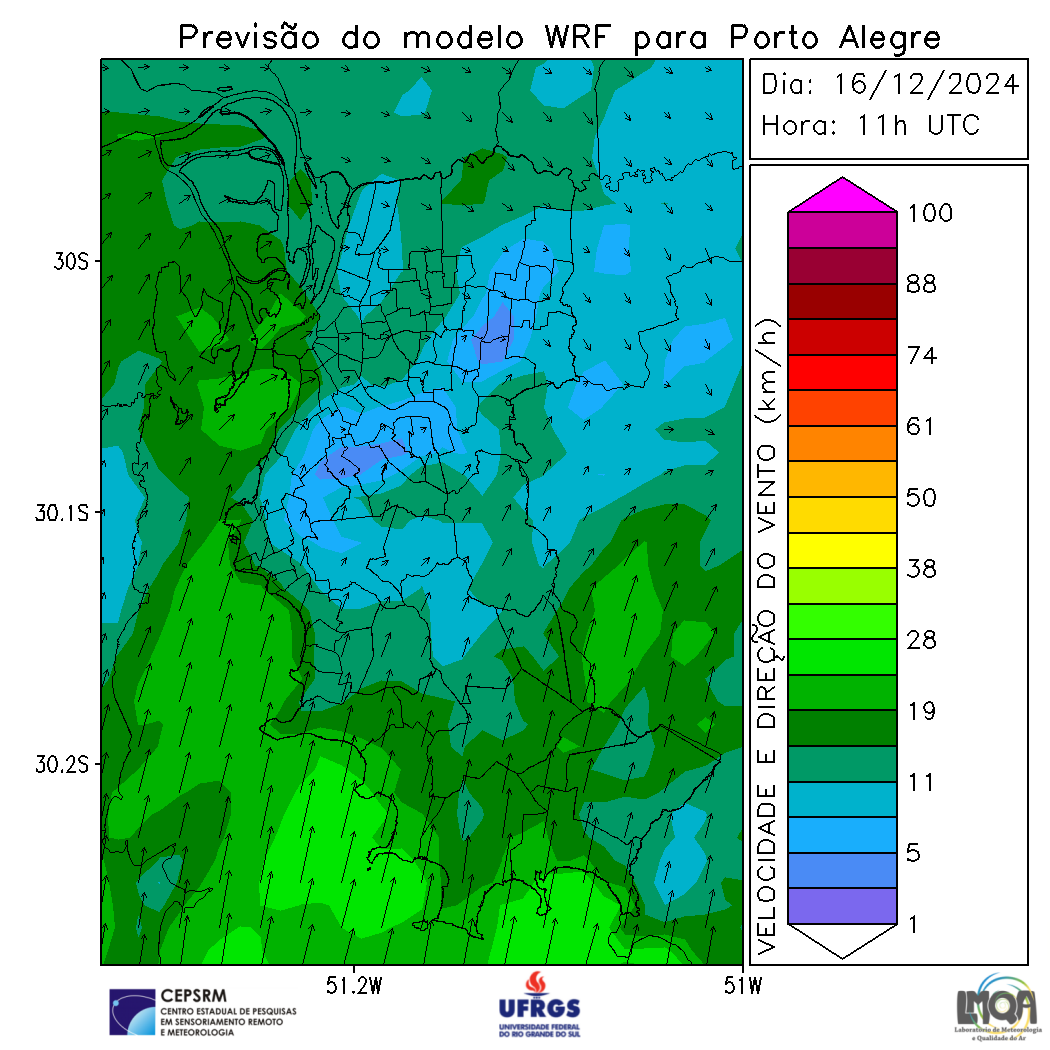 Previsão do modelo WRF para Porto Alegre
Dia: 16/12/2024
Hora: 11h UTC
30S
30.1S
30.2S
51.2W
51W
VELOCIDADE E DIREÇÃO DO VENTO (km/h)
100
88
74
61
50
38
28
19
11
5
1
CEPSRM
CENTRO ESTADUAL DE PESQUISAS
EM SENSORIAMENTO REMOTO
E METEOROLOGIA
UFRGS
UNIVERSIDADE FEDERAL
DO RIO GRANDE DO SUL
LMQA
Laboratório de Meteorologia
e Qualidade do Ar